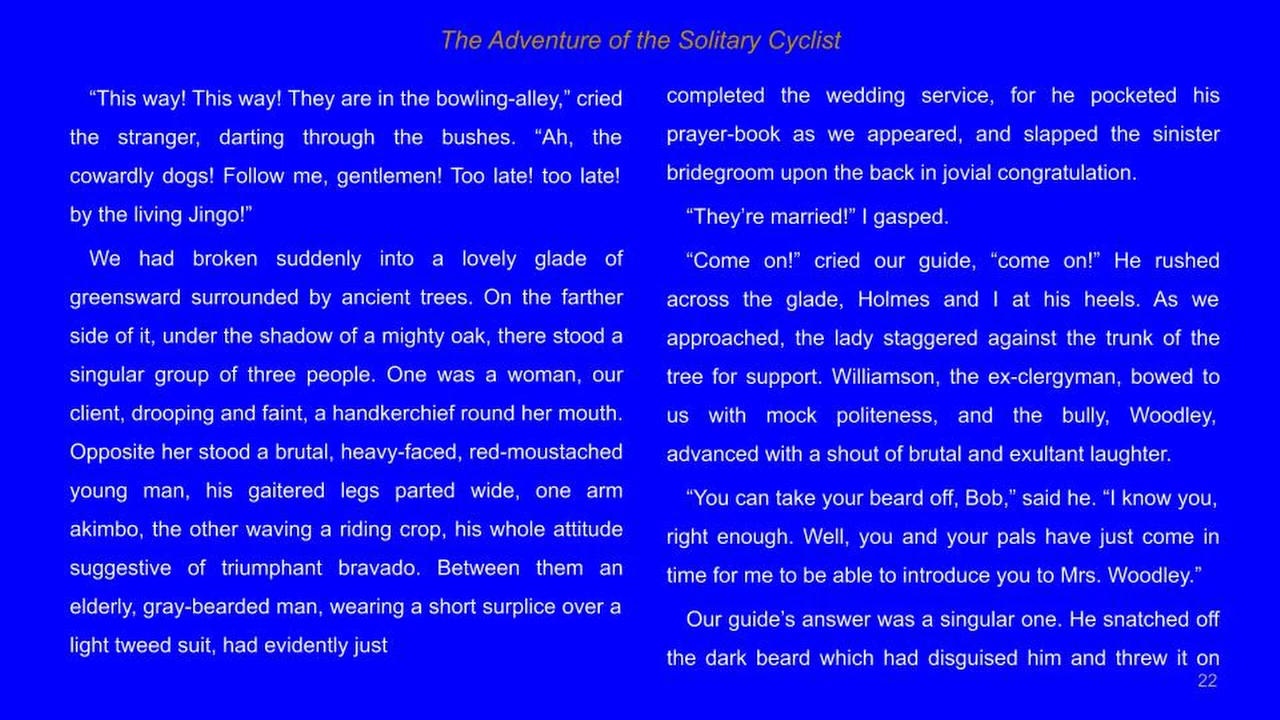 The Adventure of the Solitary Cyclist
“This way! This way! They are in the bowling-alley,” cried
the stranger, darting through the bushes. “Ah, the
cowardly dogs! Follow me, gentlemen! Too late! too late!
by the living Jingo!”
We had broken suddenly into a lovely glade of
greensward surrounded by ancient trees. On the farther
side of it, under the shadow of a mighty oak, there stood a
singular group of three people. One was a woman, our
client, drooping and faint, a handkerchief round her mouth.
Opposite her stood a brutal, heavy-faced, red-moustached
young man, his gaitered legs parted wide, one arm
akimbo, the other waving a riding crop, his whole attitude
suggestive of triumphant bravado. Between them an
elderly, gray-bearded man, wearing a short surplice over a
light tweed suit, had evidently just
completed the wedding service, for he pocketed his
prayer-book as we appeared, and slapped the sinister
bridegroom upon the back in jovial congratulation.
“They’re married!” I gasped.
“Come on!” cried our guide, “come on!” He rushed
across the glade, Holmes and I at his heels. As we
approached, the lady staggered against the trunk of the
tree for support. Williamson, the ex-clergyman, bowed to
us with mock politeness, and the bully, Woodley,
advanced with a shout of brutal and exultant laughter.
“You can take your beard off, Bob,” said he. “I know you,
right enough. Well, you and your pals have just come in
time for me to be able to introduce you to Mrs. Woodley.”
Our guide’s answer was a singular one. He snatched off
the dark beard which had disguised him and threw it on
22